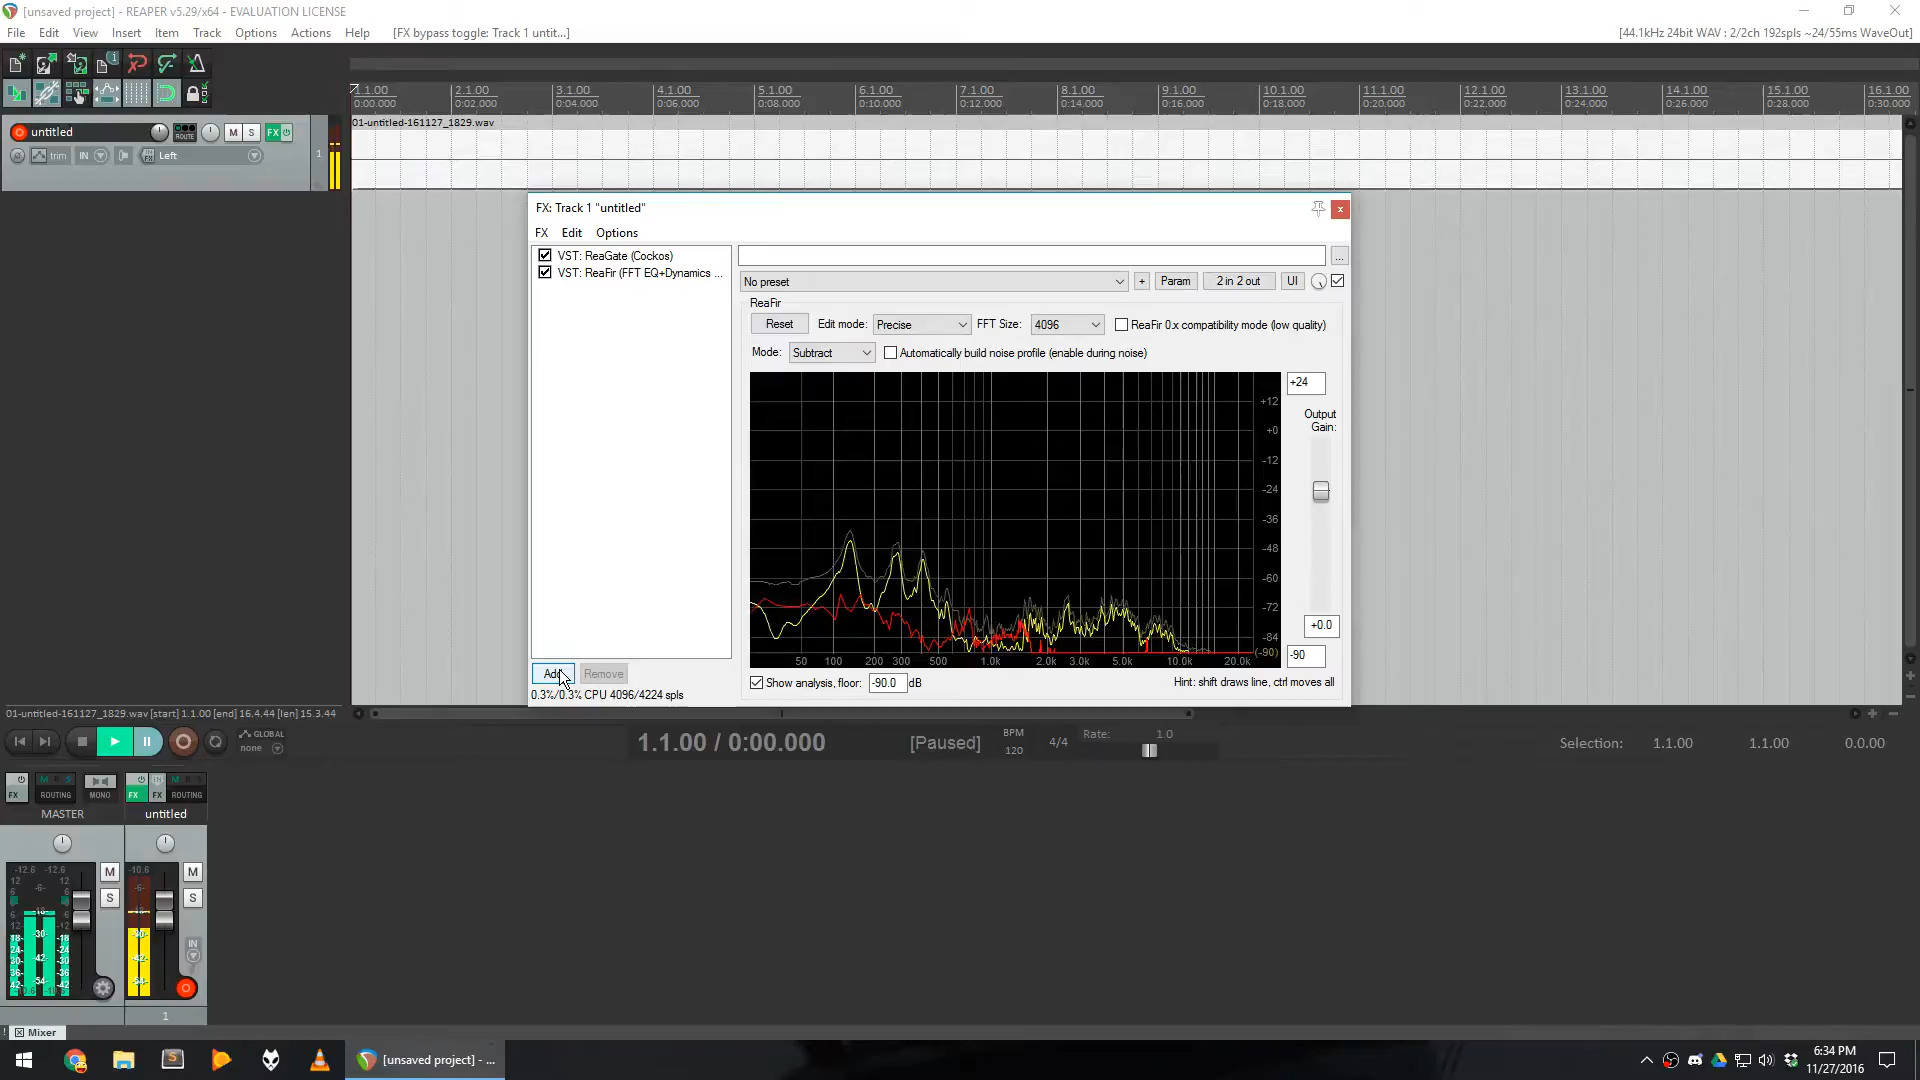 [unsaved project] - REAPER v5.29/x64 - EVALUATION LICENSE
File Edit View Insert Item Track Options Actions Help [FX bypass toggle: Track 1 untit...]
[44.1kHz 24bit WAV : 2/2ch 192spls ~24/55ms WaveOut]
1.1.00 2.1.00 3.1.00 4.1.00 5.1.00 6.1.00 7.1.00 8.1.00 9.1.00 10.1.00 11.1.00 12.1.00 13.1.00 14.1.00 15.1.00 16.1.00
0:00.000 0:02.000 0:04.000 0:06.000 0:08.000 0:10.000 0:12.000 0:14.000 0:16.000 0:18.000 0:20.000 0:22.000 0:24.000 0:26.000 0:28.000 0:30.000
01-untitled-161127_1829.wav
untitled ROUTE M S FX 1
trim IN IN FX Left
FX: Track 1 "untitled"
FX Edit Options
VST: ReaGate (Cockos)
VST: ReaFir (FFT EQ+Dynamics ...
...
No preset + Param 2 in 2 out UI
ReaFir
Reset Edit mode: Precise FFT Size: 4096 ReaFir 0.x compatibility mode (low quality)
Mode: Subtract Automatically build noise profile (enable during noise)
+24
+12
Output
Gain:
+0
-12
-24
-36
-48
-60
-72
+0.0
-84
(-90)
-90
50 100 200 300 500 1.0k 2.0k 3.0k 5.0k 10.0k 20.0k
Add Remove
Show analysis, floor: -90.0 dB
Hint: shift draws line, ctrl moves all
0.3%/0.3% CPU 4096/4224 spls
01-untitled-161127_1829.wav [start] 1.1.00 [end] 16.4.44 [len] 15.3.44
GLOBAL
none
1.1.00 / 0:00.000
[Paused]
BPM
120
4/4
Rate: 1.0
Selection: 1.1.00 1.1.00 0.0.00
FX ROUTING MONO FX FX ROUTING
MASTER untitled
-12.6 -12.6 -10.6
M M
S S
IN
1
Mixer
[unsaved project] - ...
6:34 PM
11/27/2016